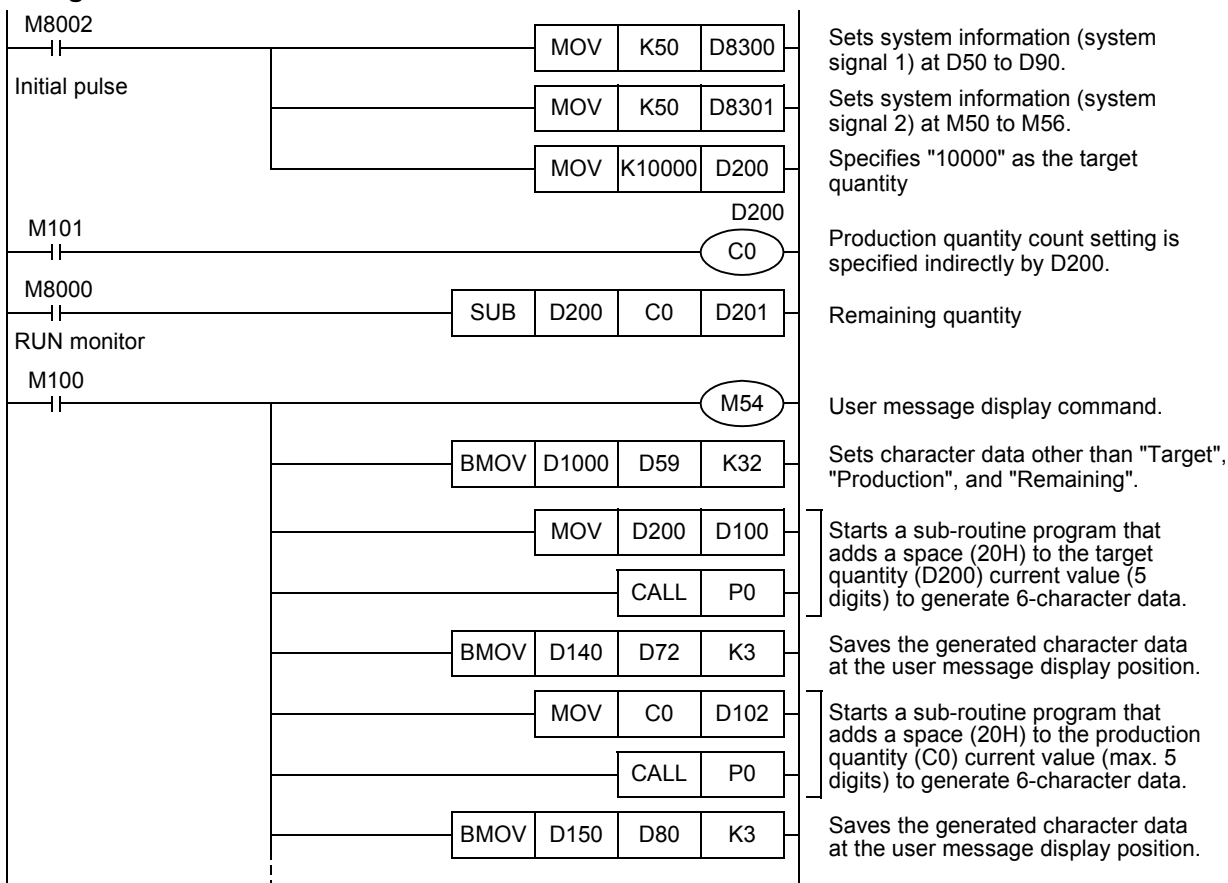 M8002
MOV K50 D8300
Sets system information (system
signal 1) at D50 to D90.
Initial pulse
MOV K50 D8301
Sets system information (system
signal 2) at M50 to M56.
MOV K10000 D200
Specifies "10000" as the target
quantity
D200
M101
C0
Production quantity count setting is
specified indirectly by D200.
M8000
SUB D200 C0 D201
Remaining quantity
RUN monitor
M100
M54
User message display command.
BMOV D1000 D59 K32
Sets character data other than "Target",
"Production", and "Remaining".
MOV D200 D100
CALL P0
Starts a sub-routine program that
adds a space (20H) to the target
quantity (D200) current value (5
digits) to generate 6-character data.
BMOV D140 D72 K3
Saves the generated character data
at the user message display position.
MOV C0 D102
CALL P0
Starts a sub-routine program that
adds a space (20H) to the production
quantity (C0) current value (max. 5
digits) to generate 6-character data.
BMOV D150 D80 K3
Saves the generated character data
at the user message display position.